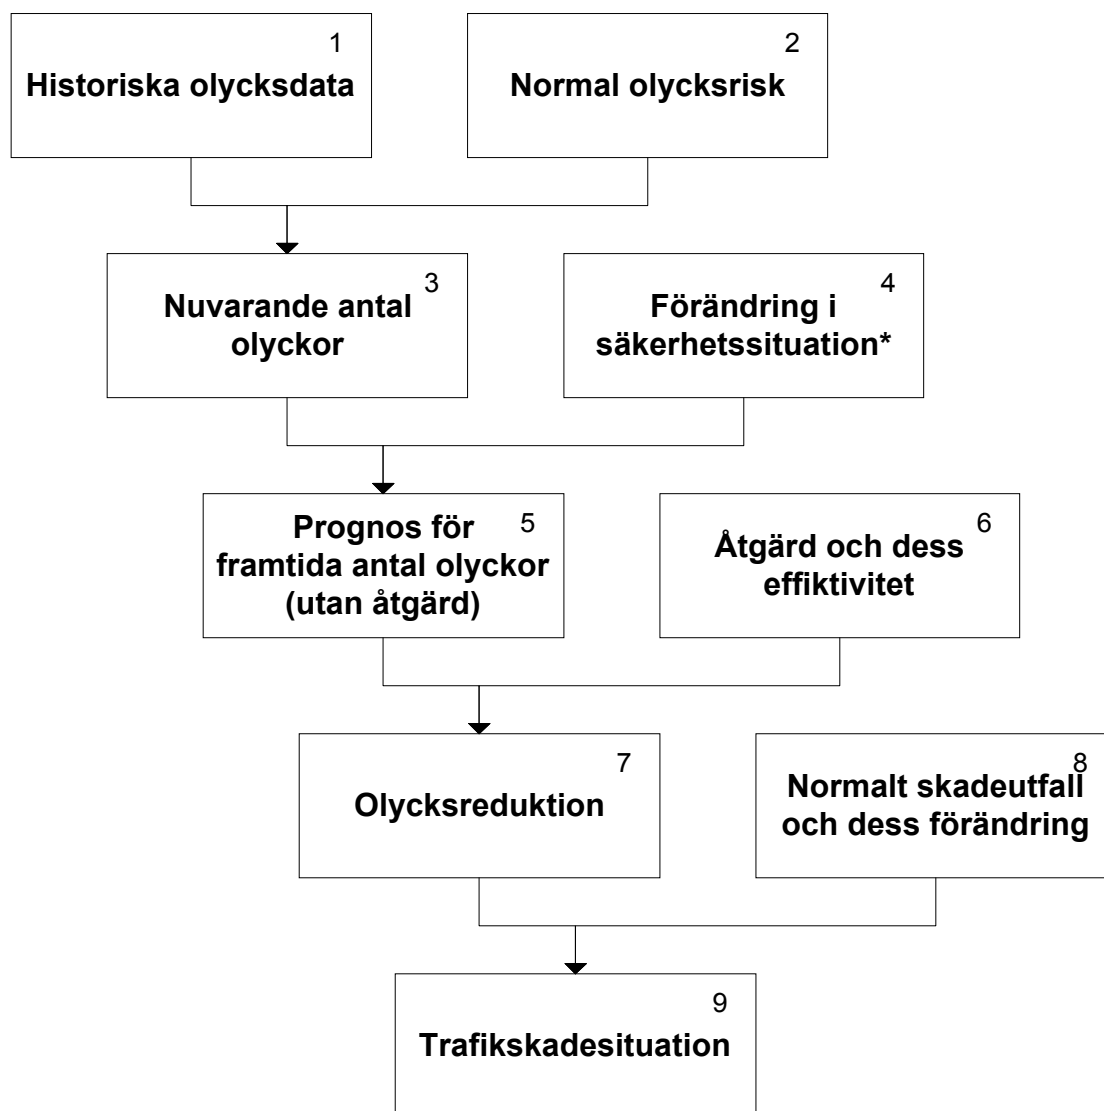 1
Historiska olycksdata
2
Normal olycksrisk
3
Nuvarande antal
olyckor
4
Förändring i
säkerhetssituation*
5
Prognos för
framtida antal olyckor
(utan åtgärd)
6
Åtgärd och dess
effiktivitet
7
Olycksreduktion
8
Normalt skadeutfall
och dess förändring
9
Trafikskadesituation